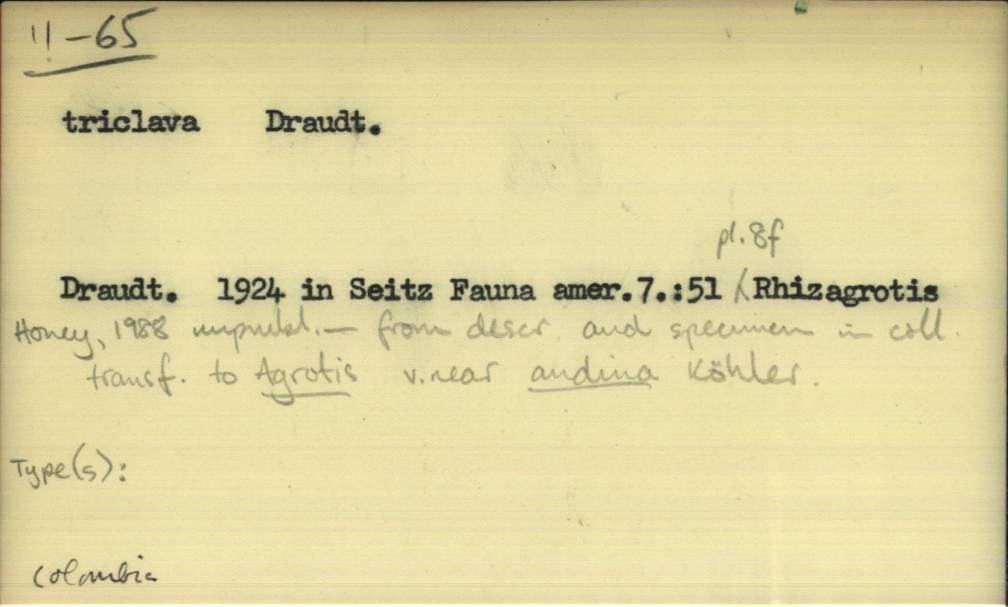 11-65
triclava Draudt.
pl. 8f
Draudt. 1924 in Seitz Fauna amer.7.:51 / Rhizagrotis
Honey, 1988 unpubl. — from descr. and specimen in coll.
transf. to Agrotis v. near andina Köhler.
Type(s):
Colombia